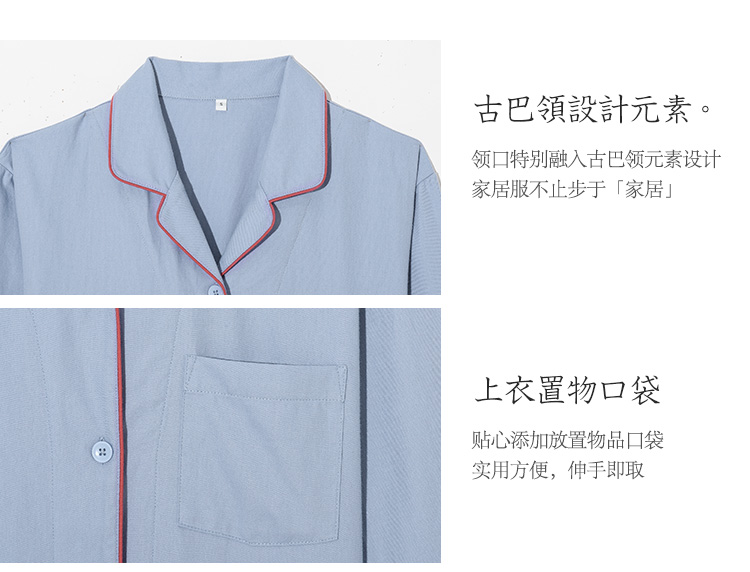 古巴領設計元素。
领口特别融入古巴领元素设计
家居服不止步于「家居」
上衣置物口袋
贴心添加放置物品口袋
实用方便，伸手即取